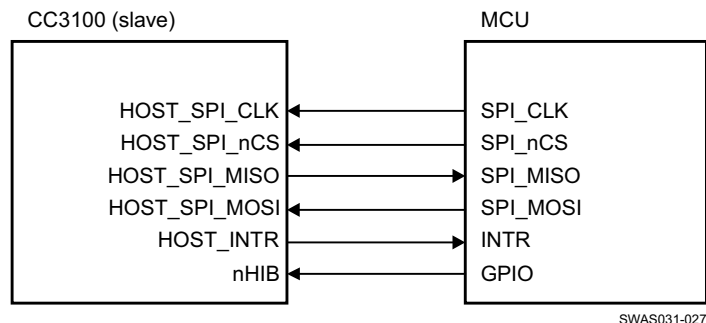 CC3100 (slave) MCU
HOST_SPI_CLK SPI_CLK
HOST_SPI_nCS SPI_nCS
HOST_SPI_MISO SPI_MISO
HOST_SPI_MOSI SPI_MOSI
HOST_INTR INTR
nHIB GPIO
SWAS031-027